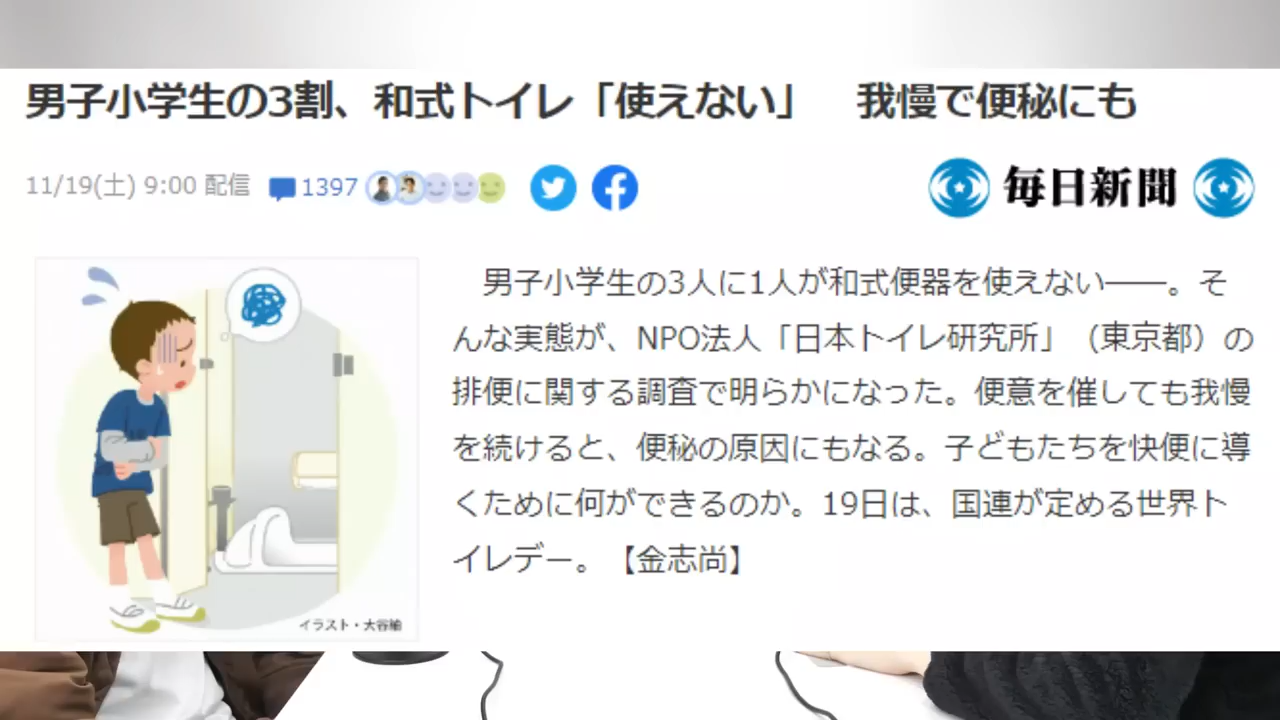 男子小学生の3割、和式トイレ「使えない」　我慢で便秘にも
11/19(土) 9:00 配信 1397
毎日新聞
男子小学生の3人に1人が和式便器を使えない――。そ
んな実態が、NPO法人「日本トイレ研究所」（東京都）の
排便に関する調査で明らかになった。便意を催しても我慢
を続けると、便秘の原因にもなる。子どもたちを快便に導
くために何ができるのか。19日は、国連が定める世界ト
イレデー。【金志尚】
イラスト・大谷紬